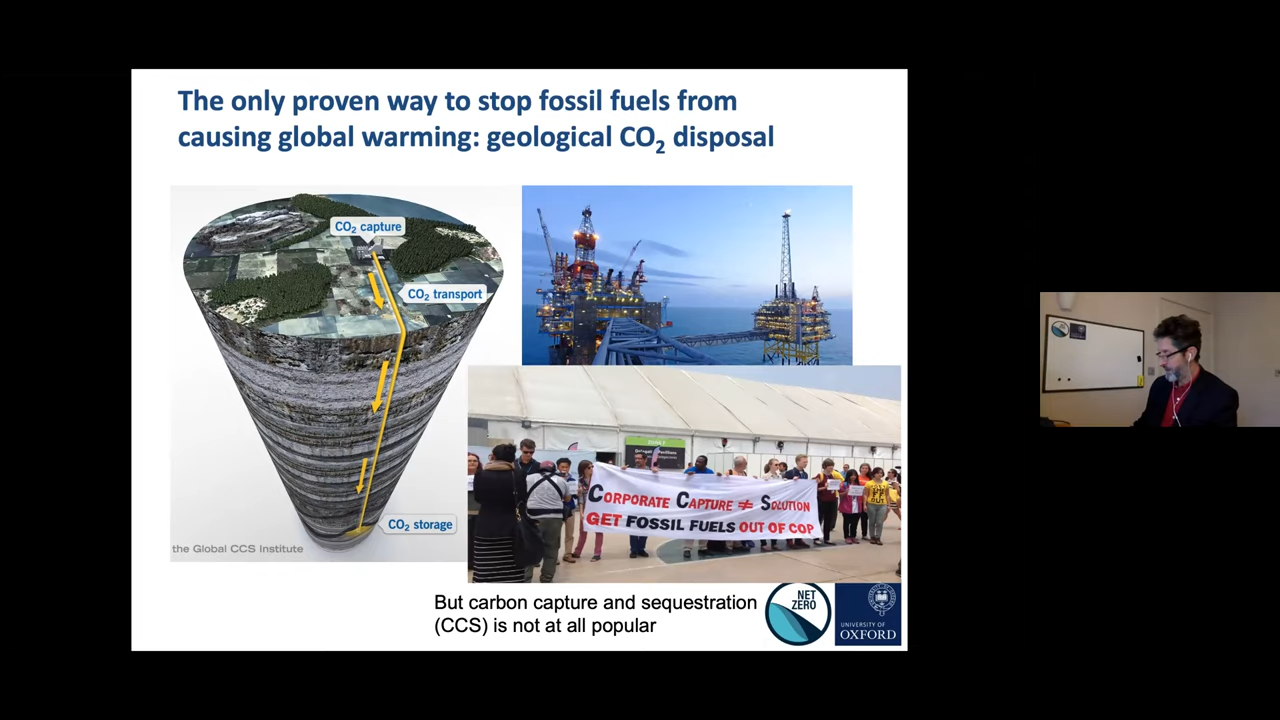 The only proven way to stop fossil fuels from
causing global warming: geological CO₂ disposal
CO₂ capture
CO₂ transport
CO₂ storage
the Global CCS Institute
CORPORATE CAPTURE ≠ SOLUTION
GET FOSSIL FUELS OUT OF COP
But carbon capture and sequestration
(CCS) is not at all popular
NET
ZERO
UNIVERSITY OF
OXFORD